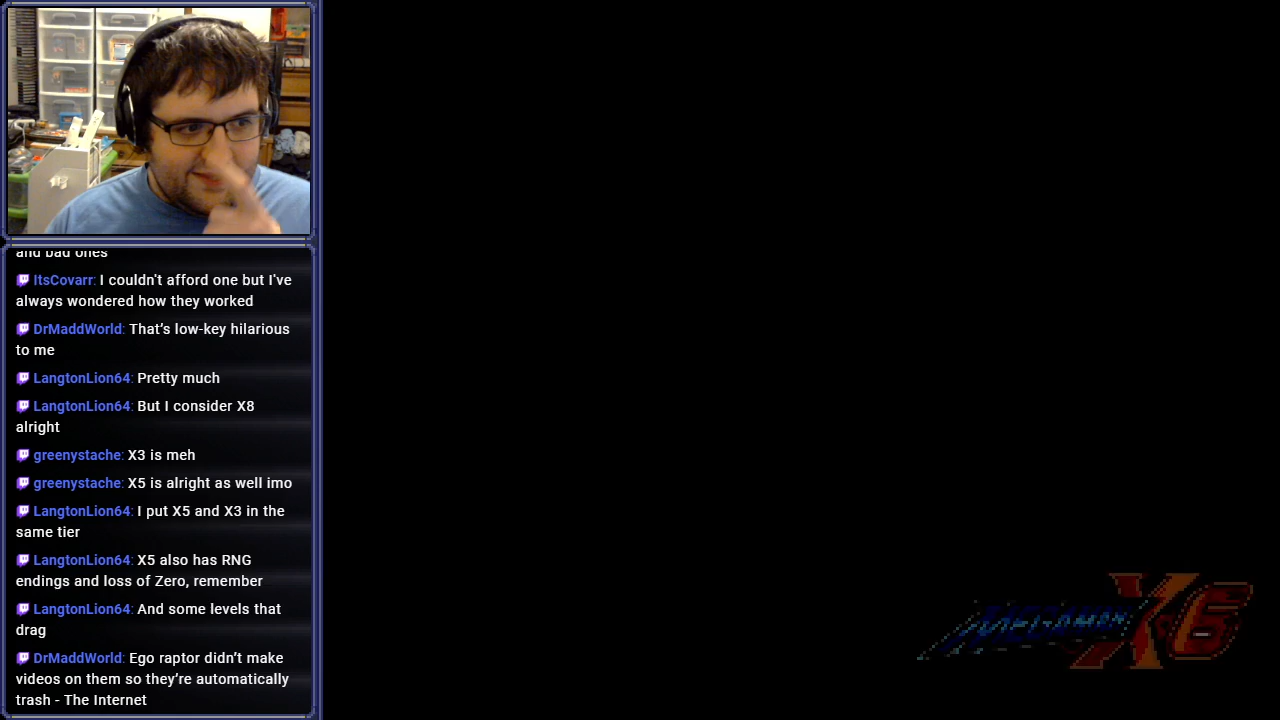 and bad ones
ItsCovarr: I couldn't afford one but I've
always wondered how they worked
DrMaddWorld: That's low-key hilarious
to me
LangtonLion64: Pretty much
LangtonLion64: But I consider X8
alright
greenystache: X3 is meh
greenystache: X5 is alright as well imo
LangtonLion64: I put X5 and X3 in the
same tier
LangtonLion64: X5 also has RNG
endings and loss of Zero, remember
LangtonLion64: And some levels that
drag
DrMaddWorld: Ego raptor didn't make
videos on them so they're automatically
trash - The Internet
MEGAMAN X6